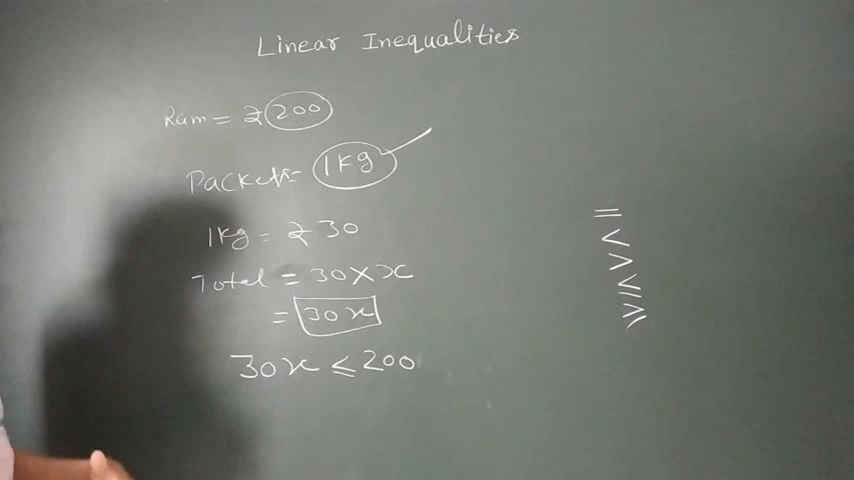 Linear Inequalities
Ram = ₹ 200
Packets- 1kg
1kg = ₹ 30
Total = 30 × x
= 30x
30x ≤ 200
=
<
>
≤
≥